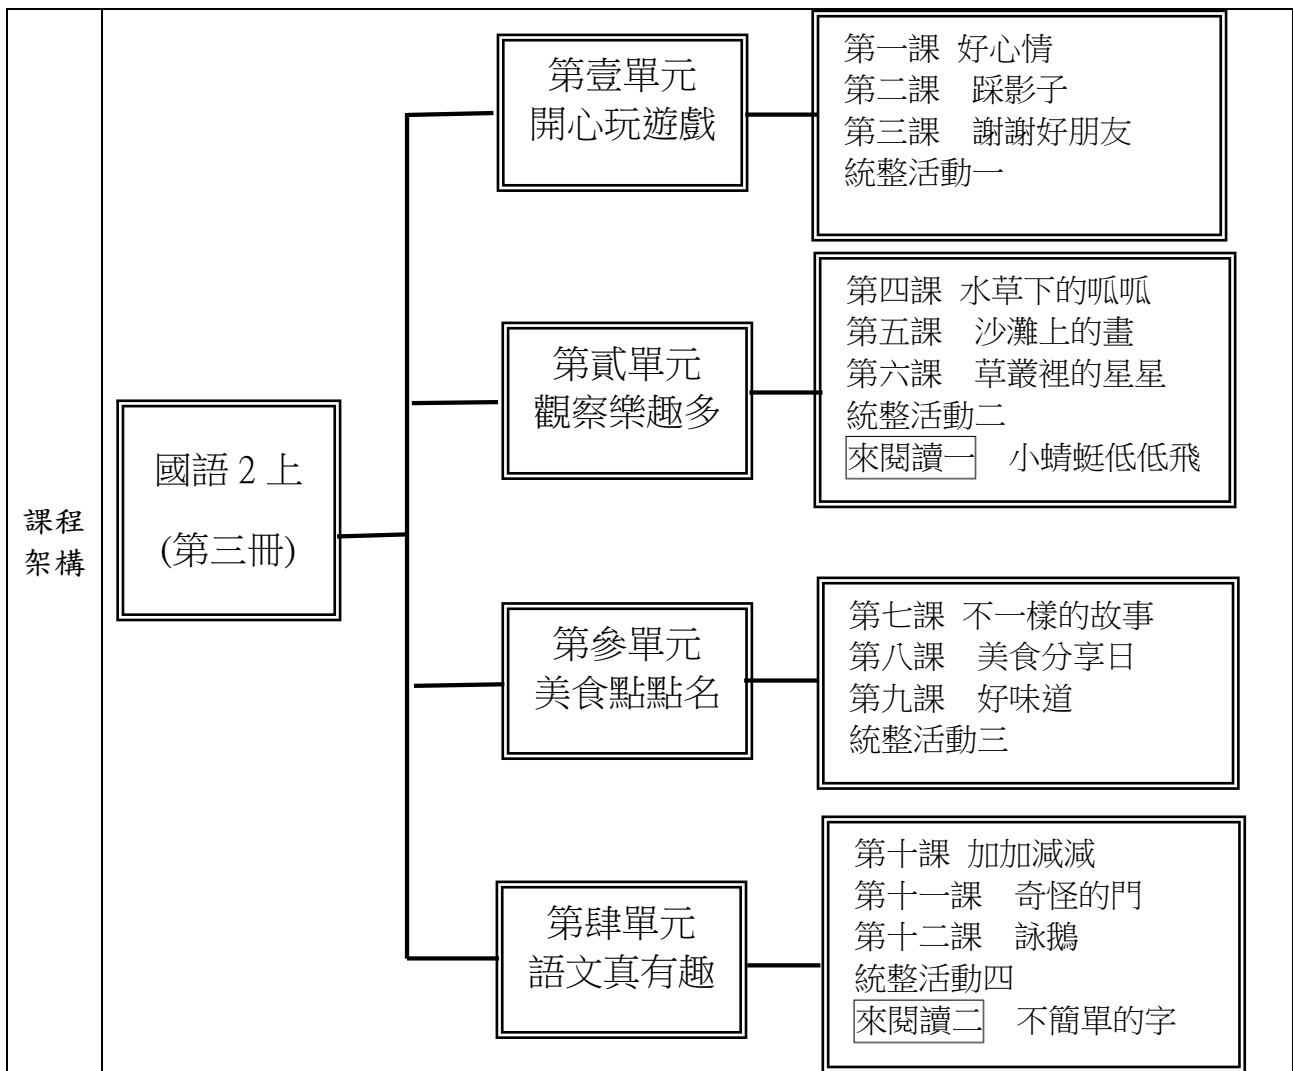 課程
架構
國語 2 上
(第三冊)
第壹單元
開心玩遊戲
第一課 好心情
第二課 踩影子
第三課 謝謝好朋友
統整活動一
第貳單元
觀察樂趣多
第四課 水草下的呱呱
第五課 沙灘上的畫
第六課 草叢裡的星星
統整活動二
來閱讀一 小蜻蜓低低飛
第參單元
美食點點名
第七課 不一樣的故事
第八課 美食分享日
第九課 好味道
統整活動三
第肆單元
語文真有趣
第十課 加加減減
第十一課 奇怪的門
第十二課 詠鵝
統整活動四
來閱讀二 不簡單的字